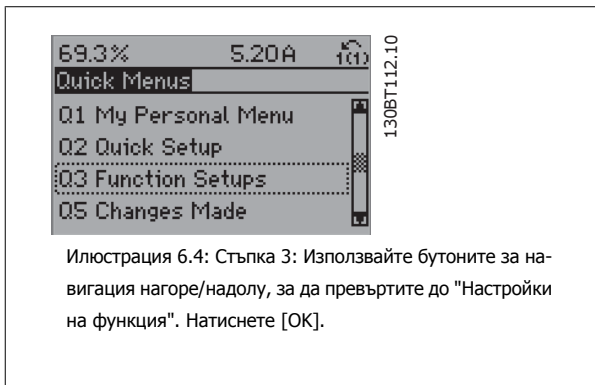 69.3% 5.20A 1(1)
Quick Menus
Q1 My Personal Menu
Q2 Quick Setup
Q3 Function Setups
Q5 Changes Made
130BT112.10
Илюстрация 6.4: Стъпка 3: Използвайте бутоните за на-
вигация нагоре/надолу, за да превъртите до "Настройки
на функция". Натиснете [OK].